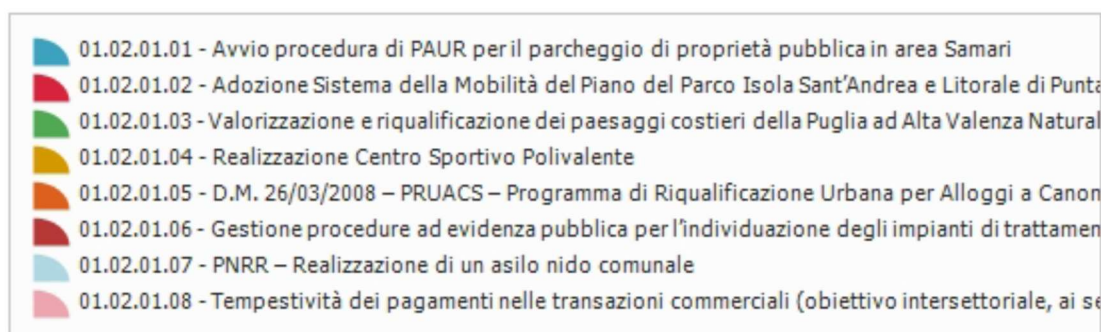 01.02.01.01 - Avvio procedura di PAUR per il parcheggio di proprietà pubblica in area Samari
01.02.01.02 - Adozione Sistema della Mobilità del Piano del Parco Isola Sant’Andrea e Litorale di Punta
01.02.01.03 - Valorizzazione e riqualificazione dei paesaggi costieri della Puglia ad Alta Valenza Natural
01.02.01.04 - Realizzazione Centro Sportivo Polivalente
01.02.01.05 - D.M. 26/03/2008 – PRUACS – Programma di Riqualificazione Urbana per Alloggi a Canon
01.02.01.06 - Gestione procedure ad evidenza pubblica per l’individuazione degli impianti di trattamen
01.02.01.07 - PNRR – Realizzazione di un asilo nido comunale
01.02.01.08 - Tempestività dei pagamenti nelle transazioni commerciali (obiettivo intersettoriale, ai se